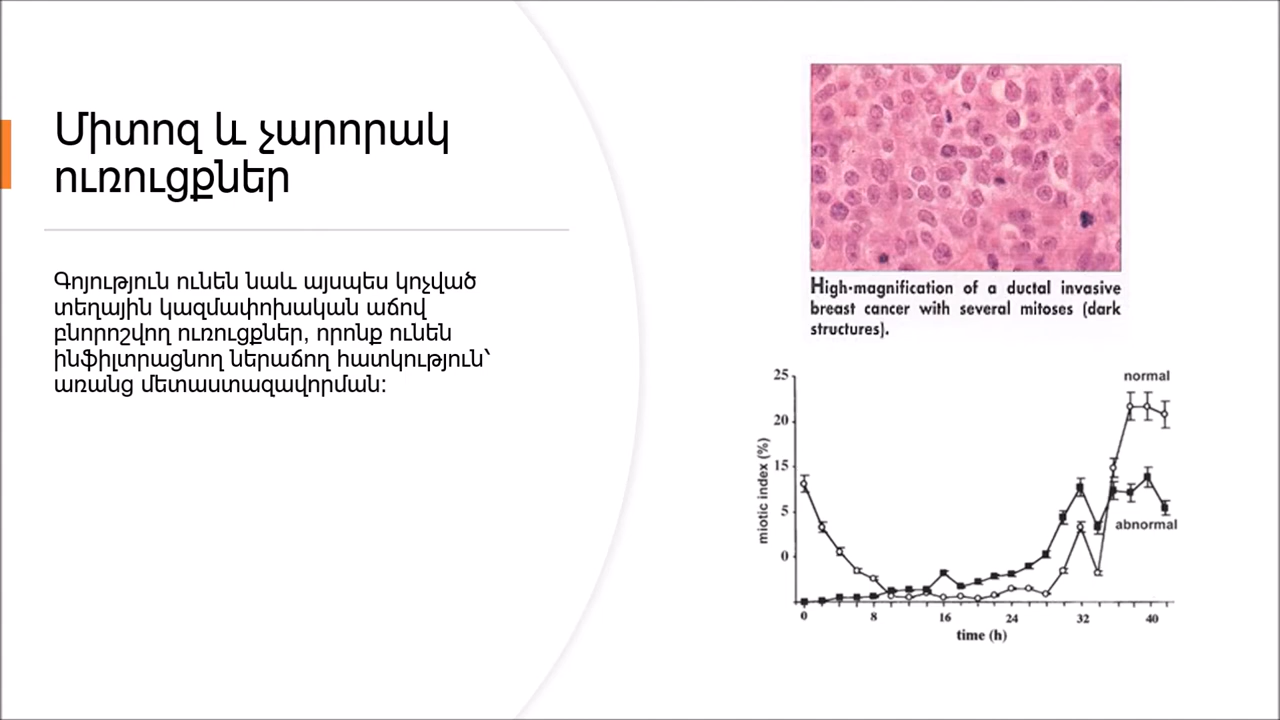 Միտոզ և չարորակ
ուռուցքներ
Գոյություն ունեն նաև այսպես կոչված
տեղային կազմափոխական աճով
բնորոշվող ուռուցքներ, որոնք ունեն
ինֆիլտրացնող ներաճող հատկություն՝
առանց մետաստազավորման:
High-magnification of a ductal invasive
breast cancer with several mitoses (dark
structures).
25
20
15
5
0
miotic index (%)
normal
abnormal
0 8 16 24 32 40
time (h)